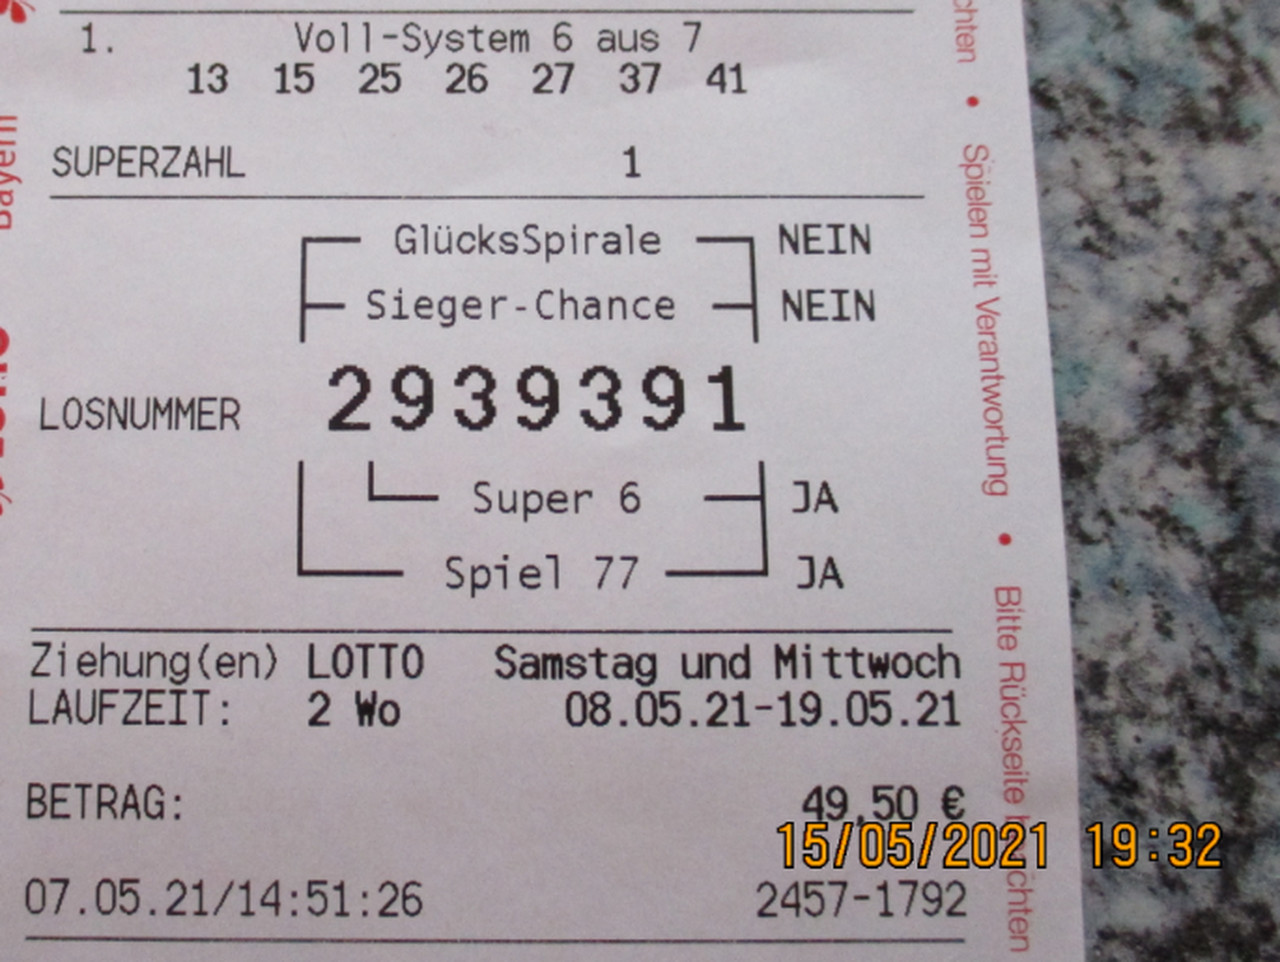 1. Voll-System 6 aus 7
13 15 25 26 27 37 41
SUPERZAHL 1
GlücksSpirale NEIN
Sieger-Chance NEIN
LOSNUMMER 2939391
Super 6 JA
Spiel 77 JA
Ziehung(en) LOTTO Samstag und Mittwoch
LAUFZEIT: 2 Wo 08.05.21-19.05.21
BETRAG: 49,50 €
15/05/2021 19:32
07.05.21/14:51:26 2457-1792
chten • Spielen mit Verantwortung • Bitte Rückseite beachten
Bayern